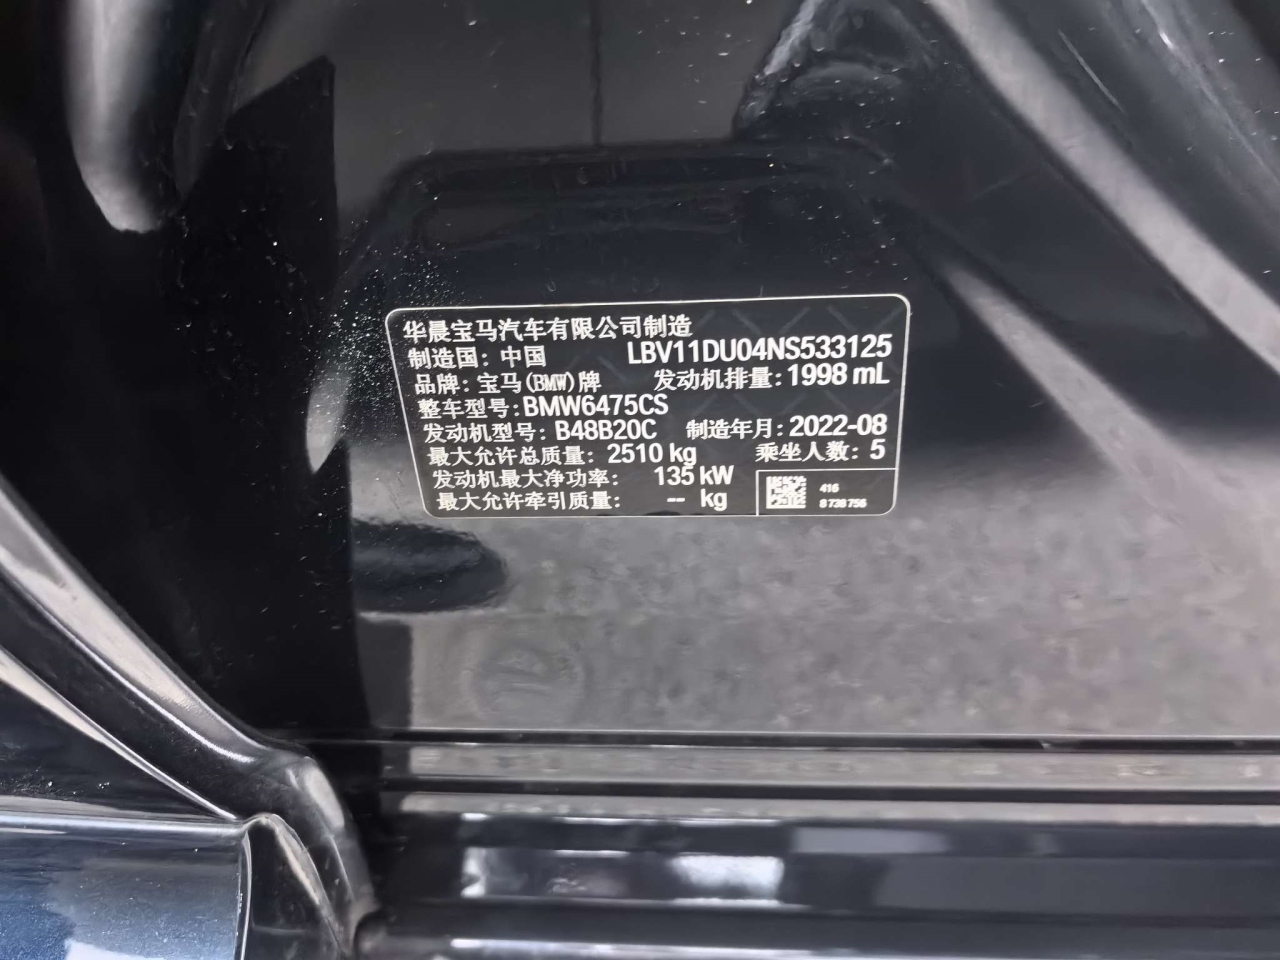 华晨宝马汽车有限公司制造
制造国：中国 LBV11DU04NS533125
品牌：宝马(BMW)牌 发动机排量：1998 mL
整车型号：BMW6475CS
发动机型号：B48B20C 制造年月：2022-08
最大允许总质量：2510 kg 乘坐人数：5
发动机最大净功率：135 kW
最大允许牵引质量：-- kg
416
8738756